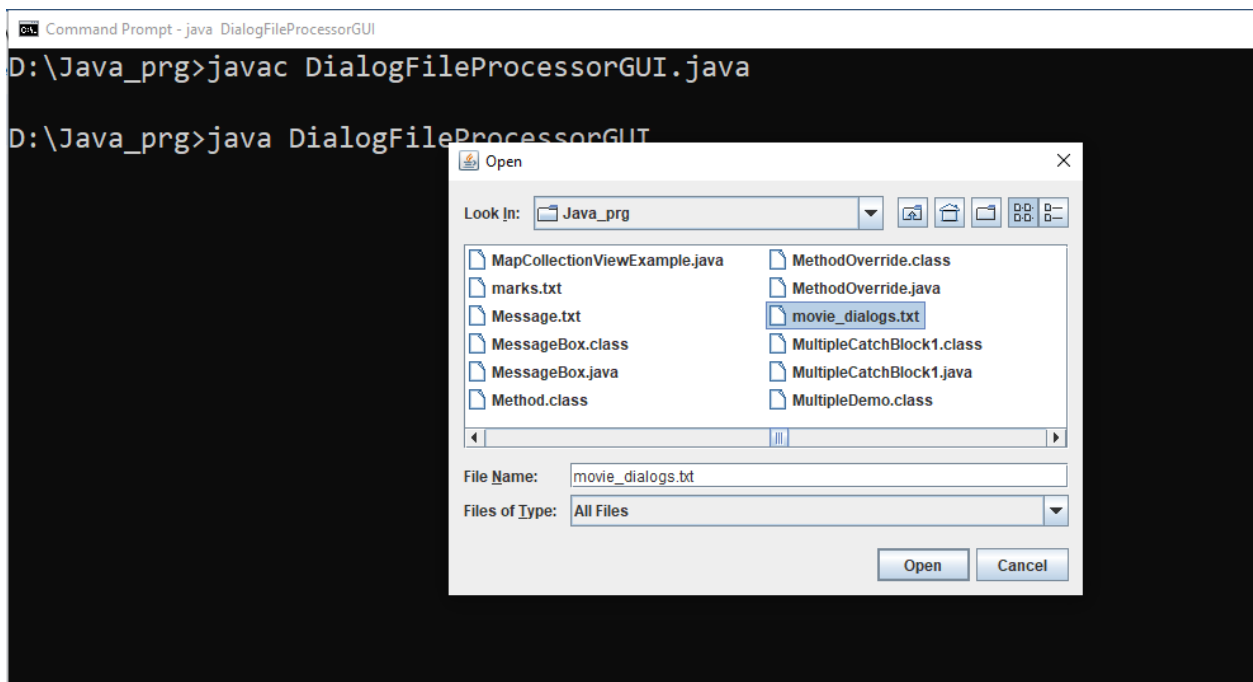 Command Prompt - java  DialogFileProcessorGUI
D:\Java_prg>javac DialogFileProcessorGUI.java
D:\Java_prg>java DialogFileProcessorGUI
Open
Look In: Java_prg
MapCollectionViewExample.java
marks.txt
Message.txt
MessageBox.class
MessageBox.java
Method.class
MethodOverride.class
MethodOverride.java
movie_dialogs.txt
MultipleCatchBlock1.class
MultipleCatchBlock1.java
MultipleDemo.class
File Name: movie_dialogs.txt
Files of Type: All Files
Open Cancel